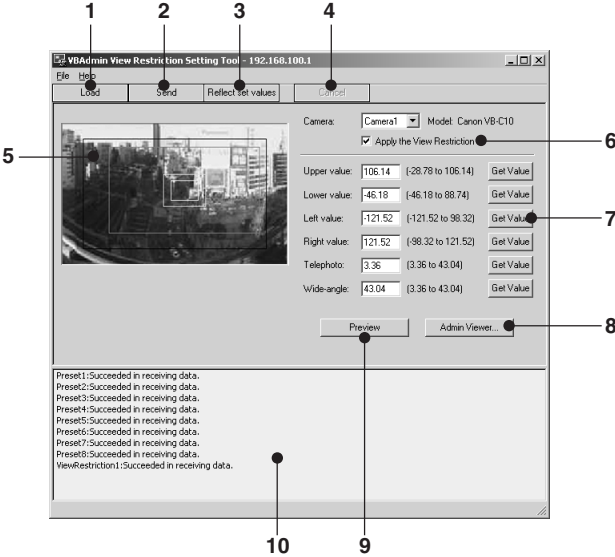 1 2 3 4
VBAdmin View Restriction Setting Tool - 192.168.100.1
File Help
Load Send Reflect set values Cancel
Camera: Camera1 Model: Canon VB-C10
Apply the View Restriction 6
5
Upper value: 106.14 (-28.78 to 106.14) Get Value
Lower value: -46.18 (-46.18 to 88.74) Get Value
Left value: -121.52 (-121.52 to 98.32) Get Value 7
Right value: 121.52 (-98.32 to 121.52) Get Value
Telephoto: 3.36 (3.36 to 43.04) Get Value
Wide-angle: 43.04 (3.36 to 43.04) Get Value
Preview Admin Viewer... 8
Preset1:Succeeded in receiving data.
Preset2:Succeeded in receiving data.
Preset3:Succeeded in receiving data.
Preset4:Succeeded in receiving data.
Preset5:Succeeded in receiving data.
Preset6:Succeeded in receiving data.
Preset7:Succeeded in receiving data.
Preset8:Succeeded in receiving data.
ViewRestriction1:Succeeded in receiving data.
10 9